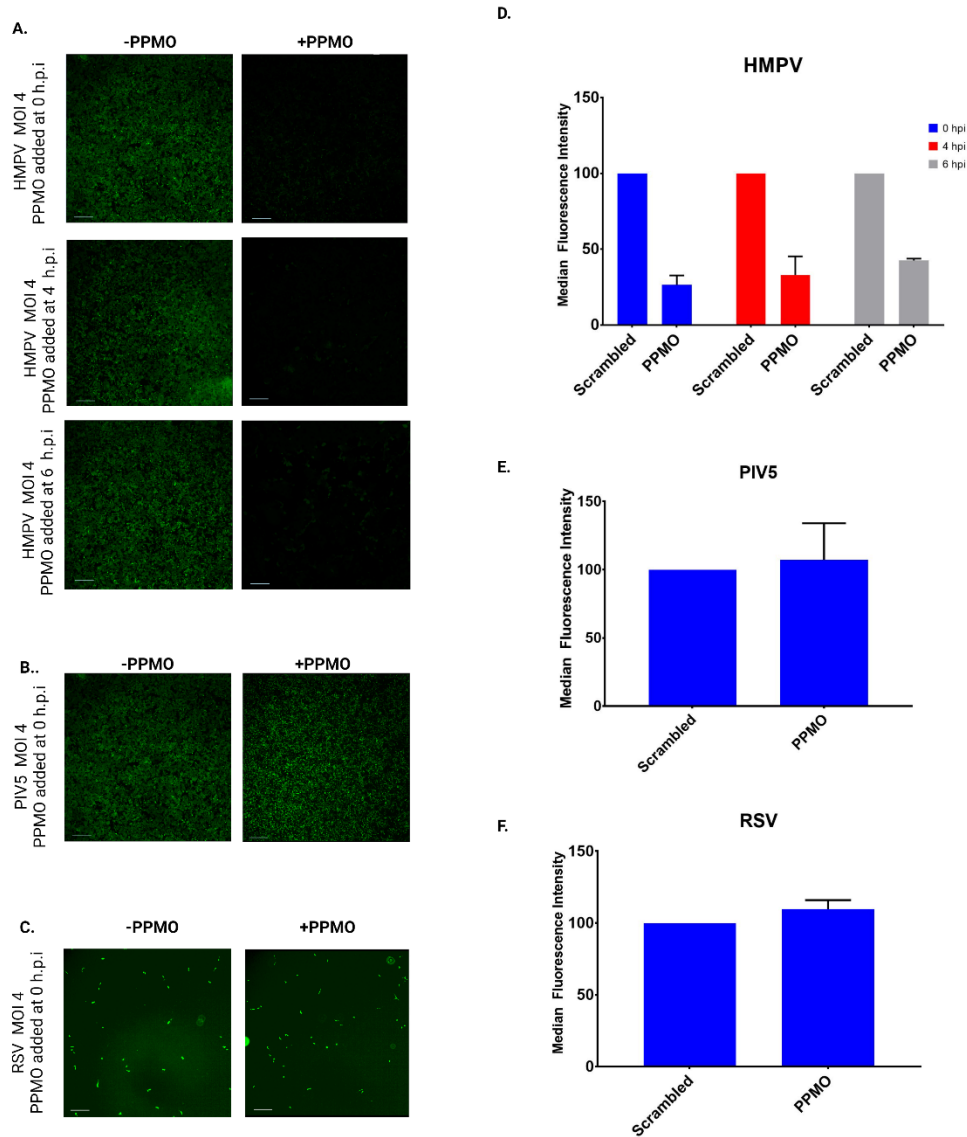 A.
-PPMO
+PPMO
HMPV MOI 4
PPMO added at 0 h.p.i
HMPV MOI 4
PPMO added at 4 h.p.i
HMPV MOI 4
PPMO added at 6 h.p.i
B..
-PPMO
+PPMO
PIV5 MOI 4
PPMO added at 0 h.p.i
C.
-PPMO
+PPMO
RSV MOI 4
PPMO added at 0 h.p.i
D.
HMPV
Median Fluorescence Intensity
150
100
50
0
0 hpi
4 hpi
6 hpi
Scrambled
PPMO
Scrambled
PPMO
Scrambled
PPMO
E.
PIV5
Median Fluorescence Intensity
150
100
50
0
Scrambled
PPMO
F.
RSV
Median Fluorescence Intensity
150
100
50
0
Scrambled
PPMO